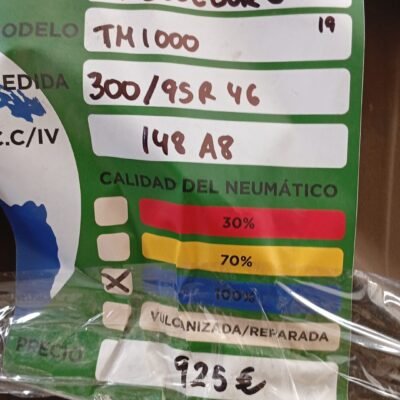 ODELO TM1000 19
EDIDA 300/95R 46
.C/IV 148 A8
CALIDAD DEL NEUMÁTICO
30%
70%
100%
VULCANIZADA/REPARADA
PRECIO 925 €